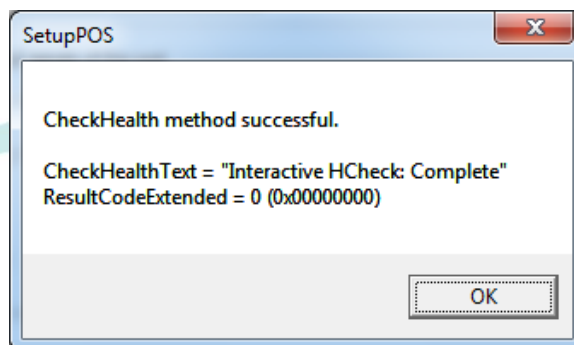 SetupPOS
CheckHealth method successful.
CheckHealthText = "Interactive HCheck: Complete"
ResultCodeExtended = 0 (0x00000000)
OK